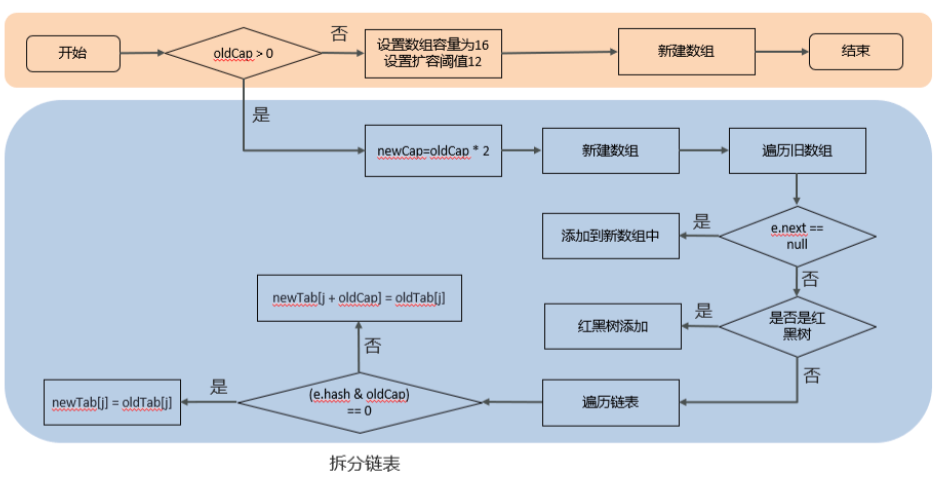 开始
oldCap > 0
否
设置数组容量为16
设置扩容阈值12
新建数组
结束
是
newCap=oldCap * 2
新建数组
遍历旧数组
添加到新数组中
是
e.next ==
null
否
红黑树添加
是
是否是红
黑树
否
newTab[j + oldCap] = oldTab[j]
否
newTab[j] = oldTab[j]
是
(e.hash & oldCap)
== 0
遍历链表
拆分链表